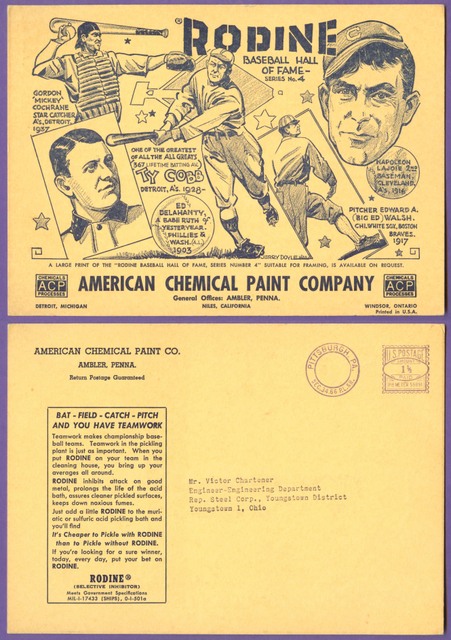 ®RODINE
BASEBALL HALL
OF FAME-
SERIES No.4
GORDON
"MICKEY"
COCHRANE
STAR CATCHER
A's, DETROIT.
1937
ONE OF THE GREATEST
OF ALL THE ALL GREATS
.367 LIFETIME BATTING AV.
TY COBB
DETROIT, A's. 1928-
ED
DELAHANTY,
A BABE RUTH OF
YESTERYEAR.
PHILLIES &
WASH. (A.L.)
1903
NAPOLEON
LAJOIE 2ND
BASEMAN,
CLEVELAND,
A's, 1916
PITCHER EDWARD A.
(BIG ED) WALSH.
CHI. WHITE SOX, BOSTON
BRAVES.
1917
JERRY DOYLE
A LARGE PRINT OF THE "RODINE BASEBALL HALL OF FAME, SERIES NUMBER 4" SUITABLE FOR FRAMING, IS AVAILABLE ON REQUEST.
CHEMICALS
ACP
PROCESSES
AMERICAN CHEMICAL PAINT COMPANY
CHEMICALS
ACP
PROCESSES
General Offices: AMBLER, PENNA.
DETROIT, MICHIGAN
NILES, CALIFORNIA
WINDSOR, ONTARIO
Printed in U.S.A.
AMERICAN CHEMICAL PAINT CO.
AMBLER, PENNA.
Return Postage Guaranteed
PITTSBURGH, PA.
U.S. POSTAGE
1½
PAID
BAT - FIELD - CATCH - PITCH
AND YOU HAVE TEAMWORK
Teamwork makes championship base-
ball teams. Teamwork in the pickling
plant is just as important. When you
put RODINE on your team in the
cleaning house, you bring up your
averages all around.
RODINE inhibits attack on good
metal, prolongs the life of the acid
bath, assures cleaner pickled surfaces,
keeps down noxious fumes.
Just add a little RODINE to the muri-
atic or sulfuric acid pickling bath and
you'll find
It's Cheaper to Pickle with RODINE
than to Pickle without RODINE.
If you're looking for a sure winner,
today, every day, put your bet on
RODINE.
RODINE®
(SELECTIVE INHIBITOR)
Meets Government Specifications
MIL-I-17433 (SHIPS), O-I-501a
Mr. Victor Chartener
Engineer-Engineering Department
Rep. Steel Corp., Youngstown District
Youngstown 1, Ohio